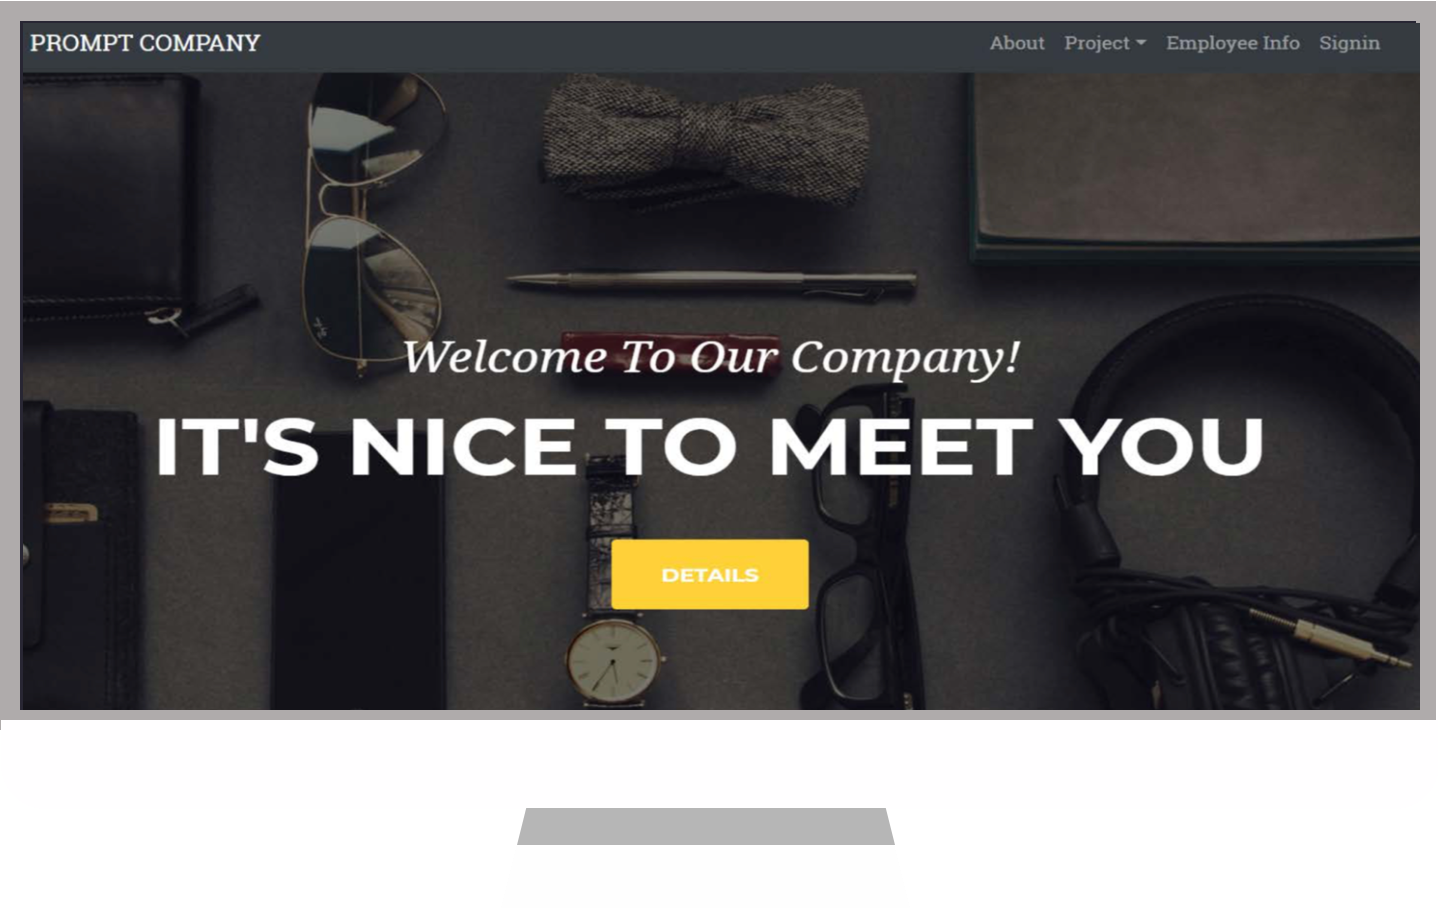 PROMPT COMPANY
About Project Employee Info Signin
Welcome To Our Company!
IT'S NICE TO MEET YOU
DETAILS